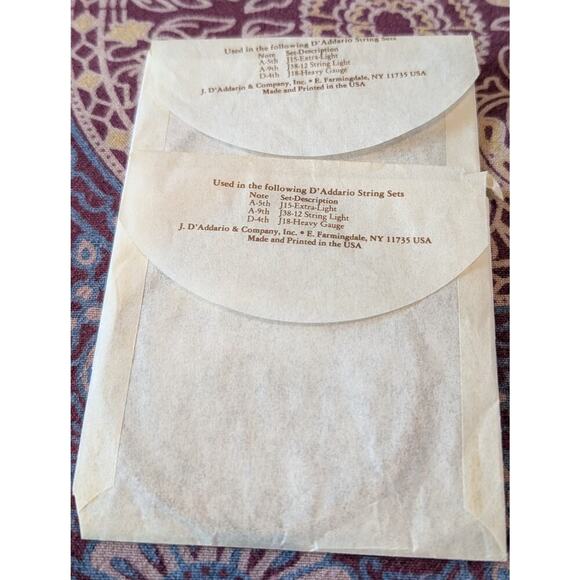 Used in the following D'Addario String Sets
Note Set-Description
A-5th J15-Extra-Light
A-9th J38-12 String Light
D-4th J18-Heavy Gauge
J. D'Addario & Company, Inc. • E. Farmingdale, NY 11735 USA
Made and Printed in the USA
Used in the following D'Addario String Sets
Note Set-Description
A-5th J15-Extra-Light
A-9th J38-12 String Light
D-4th J18-Heavy Gauge
J. D'Addario & Company, Inc. • E. Farmingdale, NY 11735 USA
Made and Printed in the USA